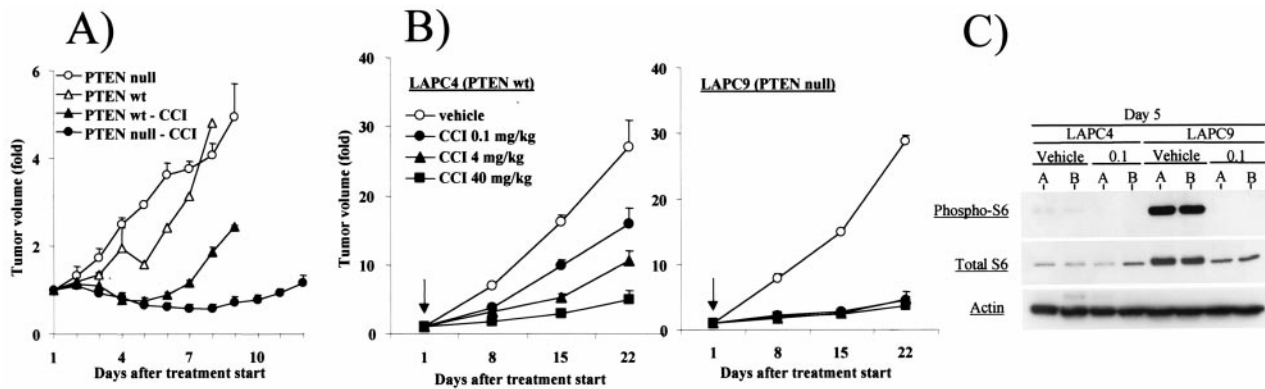 A)
6
4
2
0
Tumor volume (fold)
PTEN null
PTEN wt
PTEN wt - CCI
PTEN null - CCI
1 4 7 10
Days after treatment start
B)
40
30
20
10
0
Tumor volume (fold)
LAPC4 (PTEN wt)
vehicle
CCI 0.1 mg/kg
CCI 4 mg/kg
CCI 40 mg/kg
1 8 15 22
Days after treatment start
40
30
20
10
0
LAPC9 (PTEN null)
1 8 15 22
Days after treatment start
C)
Day 5
LAPC4 LAPC9
Vehicle 0.1 Vehicle 0.1
A B A B A B A B
Phospho-S6
Total S6
Actin